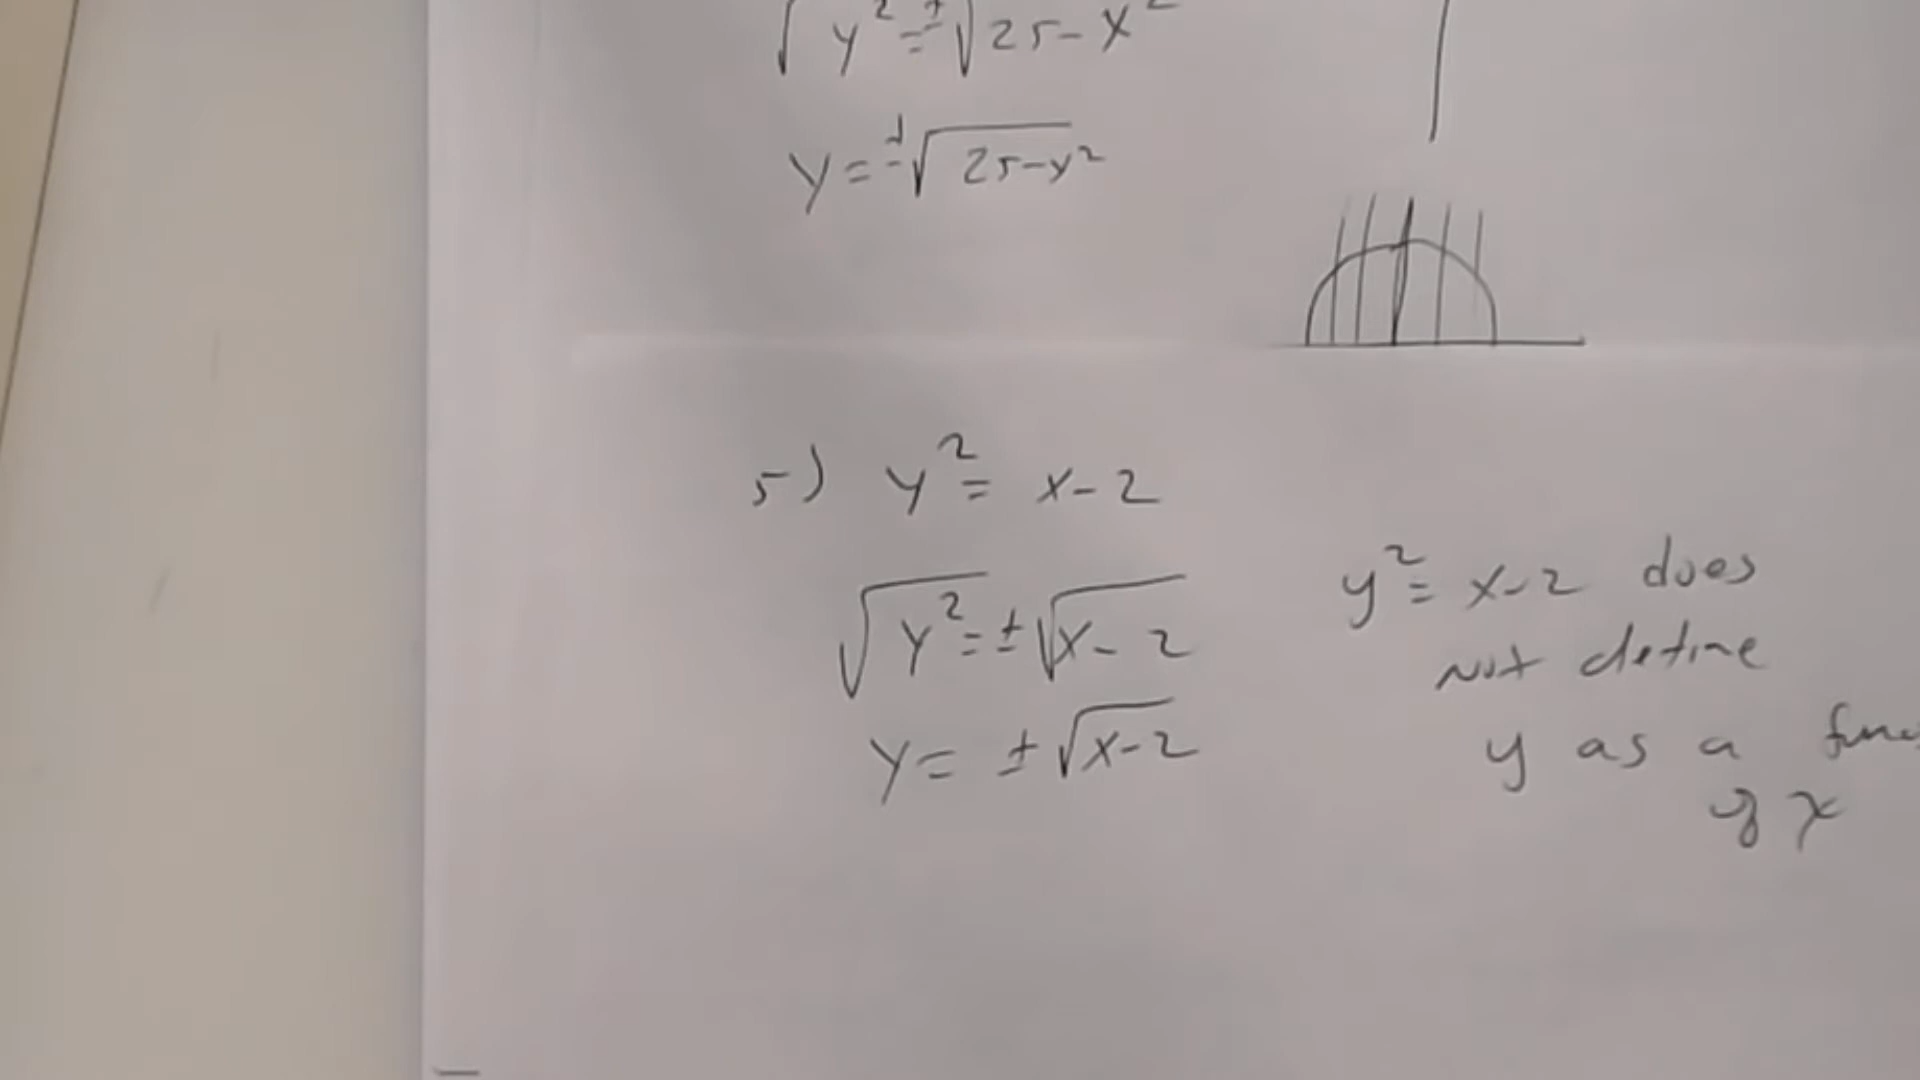 √y² = ±√25-x²
y = ±√25-y²
5) y² = x-2
√y² = ±√x-2
y = ±√x-2
y² = x-2 does
not define
y as a
of x